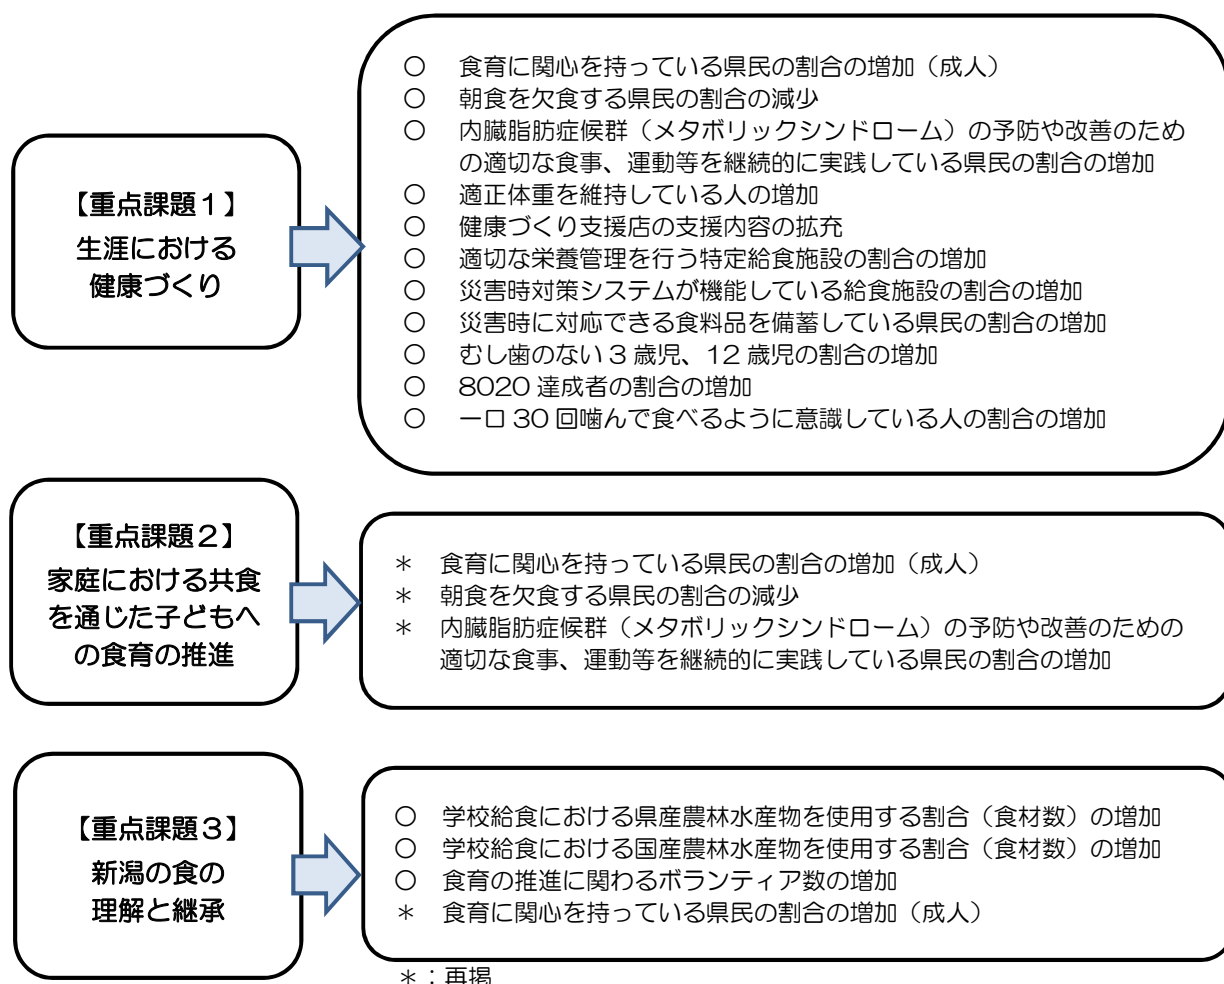 【重点課題1】
生涯における
健康づくり
○ 食育に関心を持っている県民の割合の増加(成人)
○ 朝食を欠食する県民の割合の減少
○ 内臓脂肪症候群(メタボリックシンドローム)の予防や改善のため
の適切な食事、運動等を継続的に実践している県民の割合の増加
○ 適正体重を維持している人の増加
○ 健康づくり支援店の支援内容の拡充
○ 適切な栄養管理を行う特定給食施設の割合の増加
○ 災害時対策システムが機能している給食施設の割合の増加
○ 災害時に対応できる食料品を備蓄している県民の割合の増加
○ むし歯のない3歳児、12歳児の割合の増加
○ 8020達成者の割合の増加
○ 一口30回噛んで食べるように意識している人の割合の増加
【重点課題2】
家庭における共食
を通じた子どもへ
の食育の推進
* 食育に関心を持っている県民の割合の増加(成人)
* 朝食を欠食する県民の割合の減少
* 内臓脂肪症候群(メタボリックシンドローム)の予防や改善のための
適切な食事、運動等を継続的に実践している県民の割合の増加
【重点課題3】
新潟の食の
理解と継承
○ 学校給食における県産農林水産物を使用する割合(食材数)の増加
○ 学校給食における国産農林水産物を使用する割合(食材数)の増加
○ 食育の推進に関わるボランティア数の増加
* 食育に関心を持っている県民の割合の増加(成人)
*:再掲